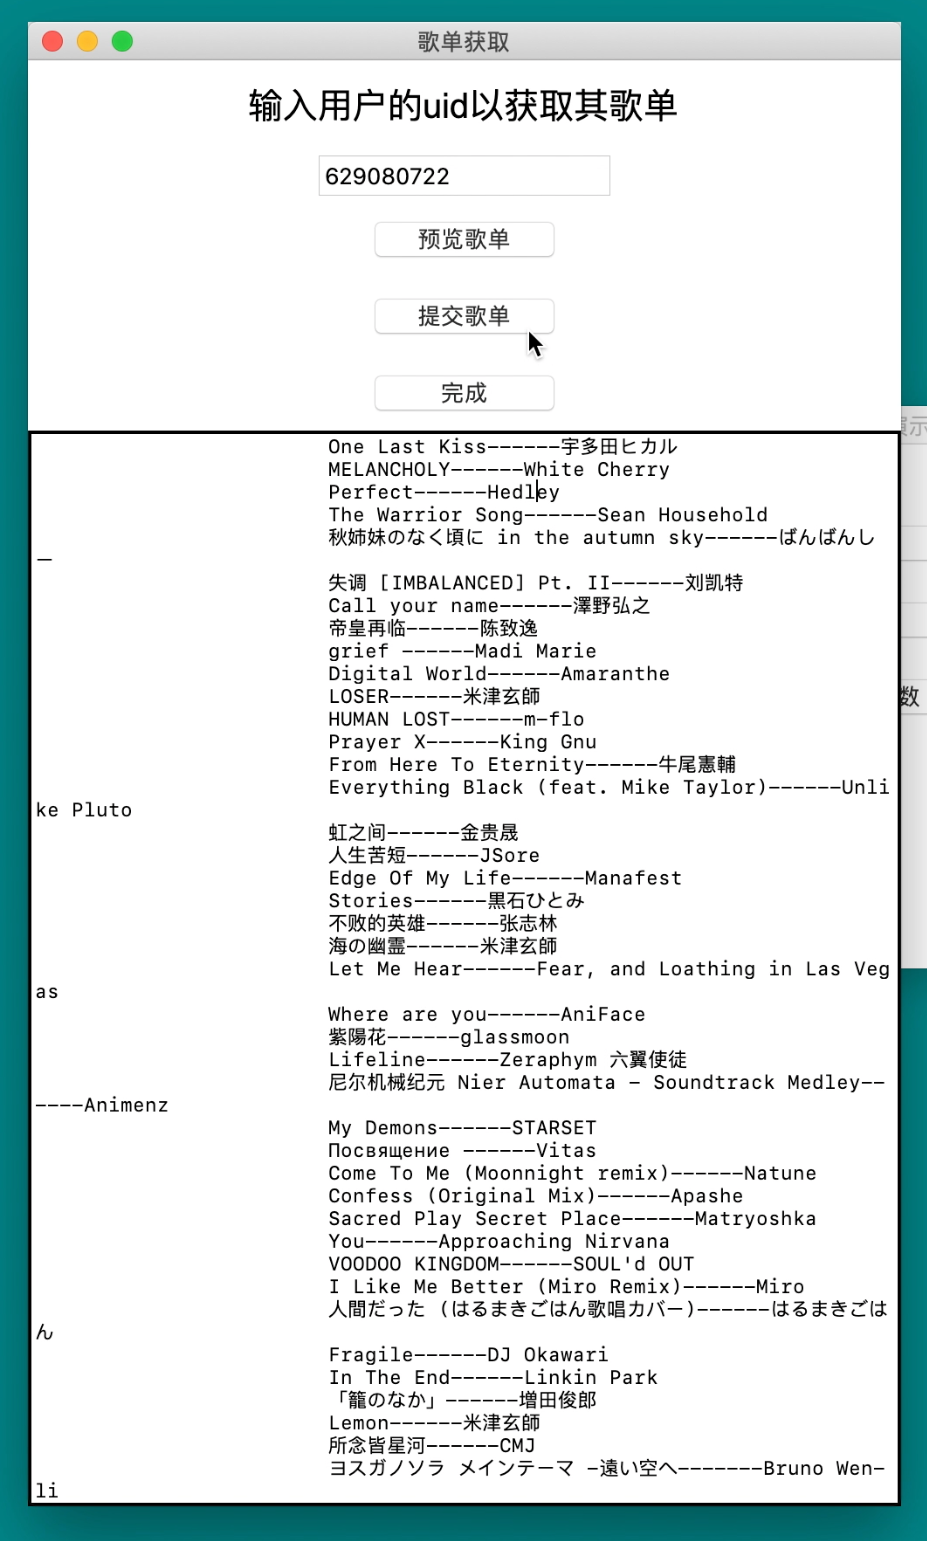 歌单获取
输入用户的uid以获取其歌单
629080722
预览歌单
提交歌单
完成
One Last Kiss------宇多田ヒカル
MELANCHOLY------White Cherry
Perfect------Hedley
The Warrior Song------Sean Household
秋姉妹のなく頃に in the autumn sky------ばんばんし
ー
失调 [IMBALANCED] Pt. II------刘凯特
Call your name------澤野弘之
帝皇再临------陈致逸
grief ------Madi Marie
Digital World------Amaranthe
LOSER------米津玄師
HUMAN LOST------m-flo
Prayer X------King Gnu
From Here To Eternity------牛尾憲輔
Everything Black (feat. Mike Taylor)------Unli
ke Pluto
虹之间------金贵晟
人生苦短------JSore
Edge Of My Life------Manafest
Stories------黒石ひとみ
不败的英雄------张志林
海の幽霊------米津玄師
Let Me Hear------Fear, and Loathing in Las Veg
as
Where are you------AniFace
紫陽花------glassmoon
Lifeline------Zeraphym 六翼使徒
尼尔机械纪元 Nier Automata - Soundtrack Medley--
----Animenz
My Demons------STARSET
Посвящение ------Vitas
Come To Me (Moonnight remix)------Natune
Confess (Original Mix)------Apashe
Sacred Play Secret Place------Matryoshka
You------Approaching Nirvana
VOODOO KINGDOM------SOUL'd OUT
I Like Me Better (Miro Remix)------Miro
人間だった (はるまきごはん歌唱カバー)------はるまきごは
ん
Fragile------DJ Okawari
In The End------Linkin Park
「籠のなか」------増田俊郎
Lemon------米津玄師
所念皆星河------CMJ
ヨスガノソラ メインテーマ -遠い空へ-------Bruno Wen-
li
演示
数